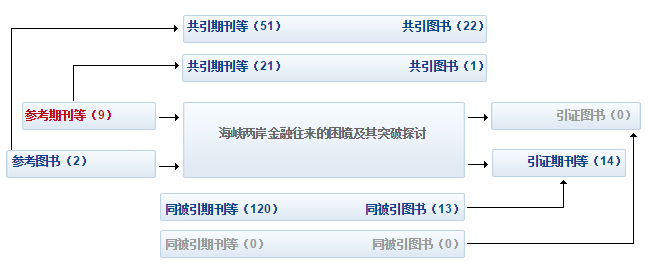 共引期刊等（51） 共引图书（22）
共引期刊等（21） 共引图书（1）
参考期刊等（9）
引证图书（0）
海峡两岸金融往来的困境及其突破探讨
参考图书（2）
引证期刊等（14）
同被引期刊等（120） 同被引图书（13）
同被引期刊等（0） 同被引图书（0）